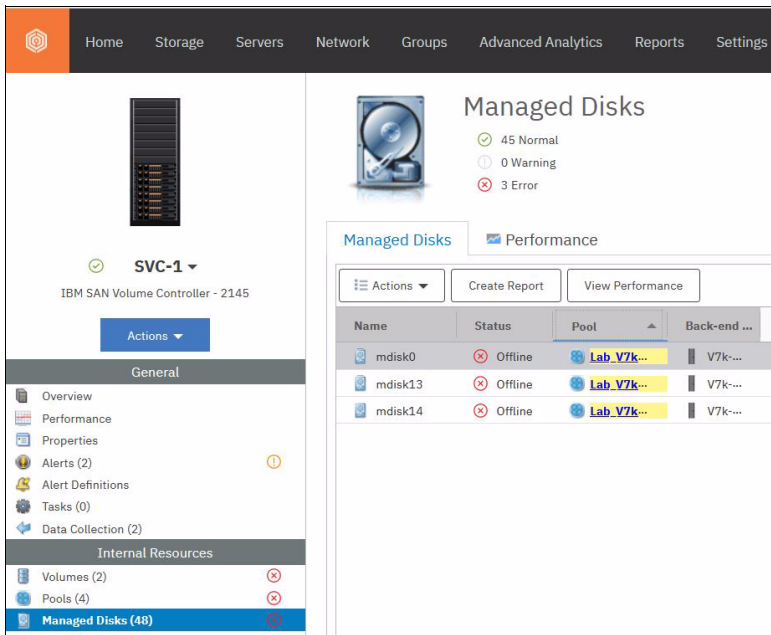 Home Storage Servers Network Groups Advanced Analytics Reports Settings
Managed Disks
45 Normal
0 Warning
3 Error
SVC-1
IBM SAN Volume Controller - 2145
Actions
General
Overview
Performance
Properties
Alerts (2)
Alert Definitions
Tasks (0)
Data Collection (2)
Internal Resources
Volumes (2)
Pools (4)
Managed Disks (48)
Managed Disks Performance
Actions Create Report View Performance
Name Status Pool Back-end ...
mdisk0 Offline Lab_V7k... V7k-...
mdisk13 Offline Lab_V7k... V7k-...
mdisk14 Offline Lab_V7k... V7k-...